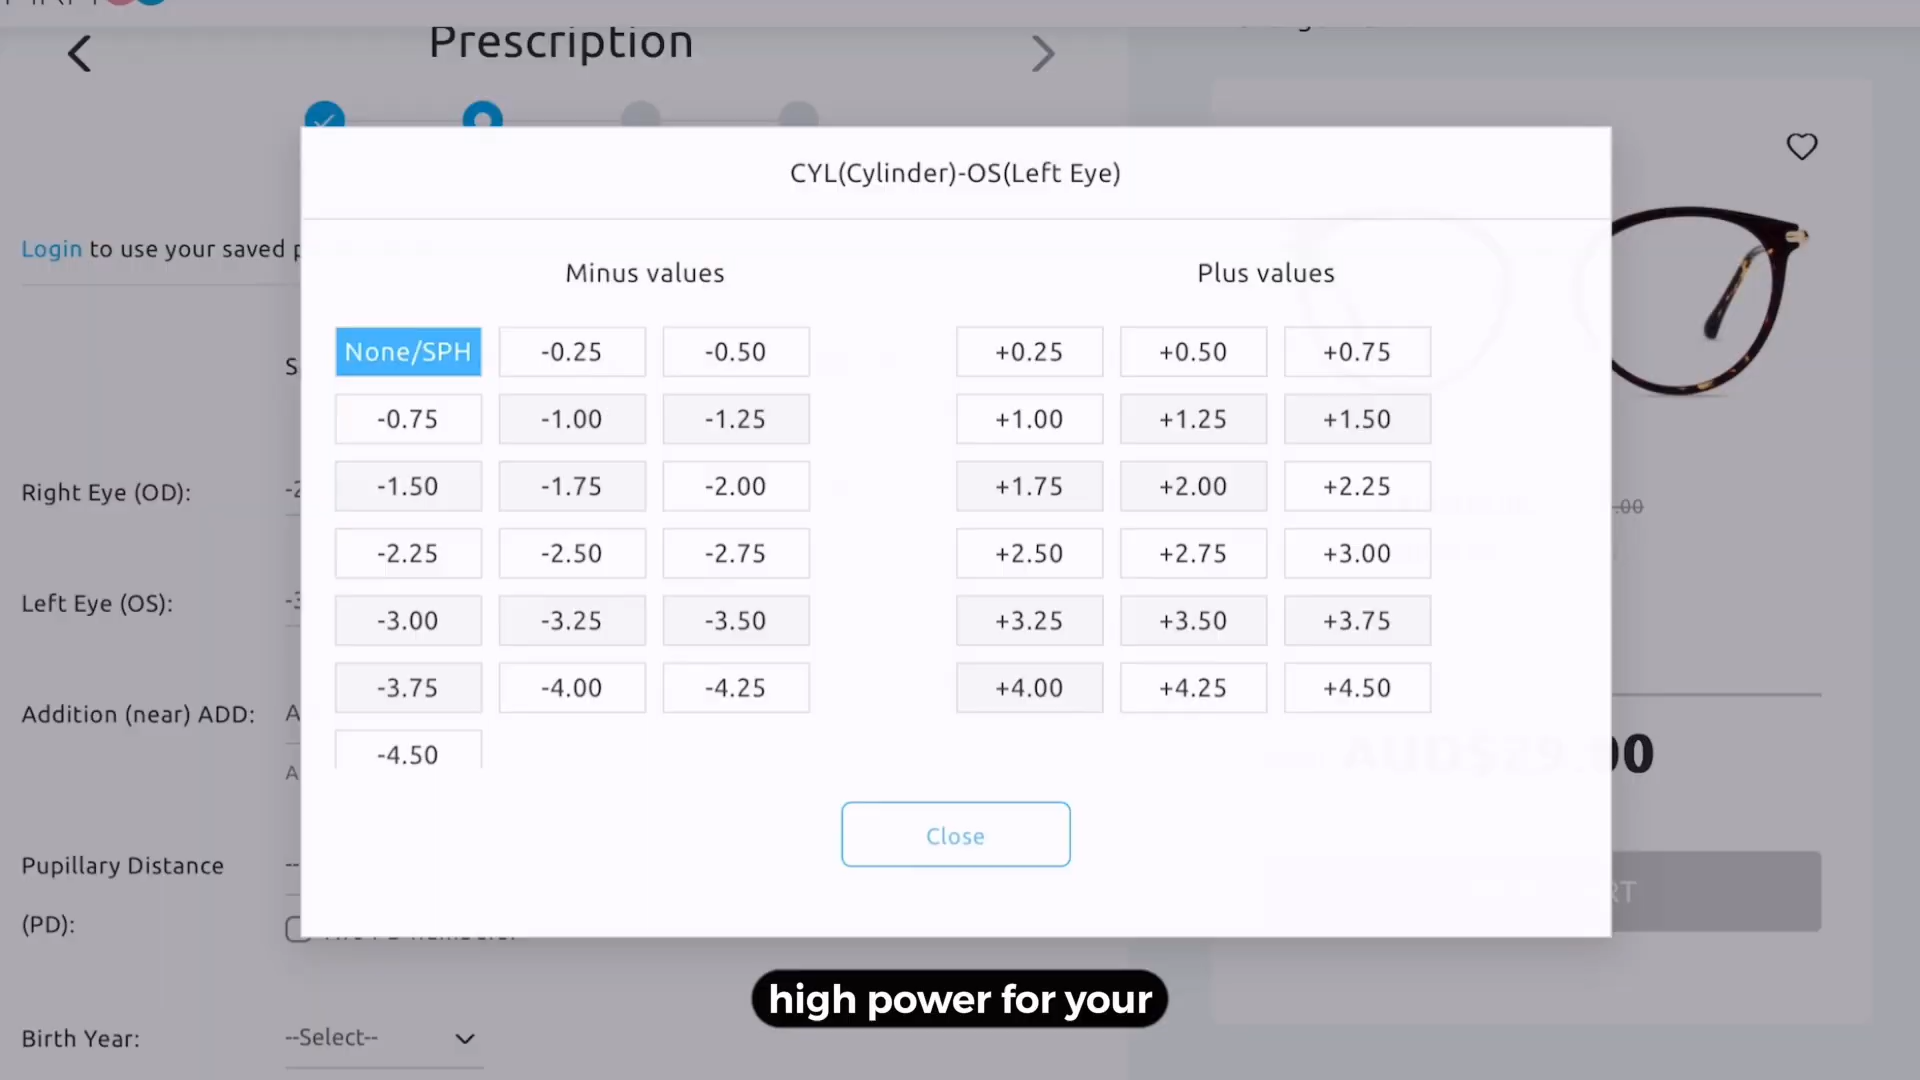 Prescription
Login to use your saved
CYL(Cylinder)-OS(Left Eye)
Minus values
Plus values
None/SPH -0.25 -0.50 +0.25 +0.50 +0.75
-0.75 -1.00 -1.25 +1.00 +1.25 +1.50
-1.50 -1.75 -2.00 +1.75 +2.00 +2.25
-2.25 -2.50 -2.75 +2.50 +2.75 +3.00
-3.00 -3.25 -3.50 +3.25 +3.50 +3.75
-3.75 -4.00 -4.25 +4.00 +4.25 +4.50
-4.50
Close
Right Eye (OD):
Left Eye (OS):
Addition (near) ADD:
Pupillary Distance
(PD):
Birth Year: --Select--
.00
AUD$29.00
high power for your